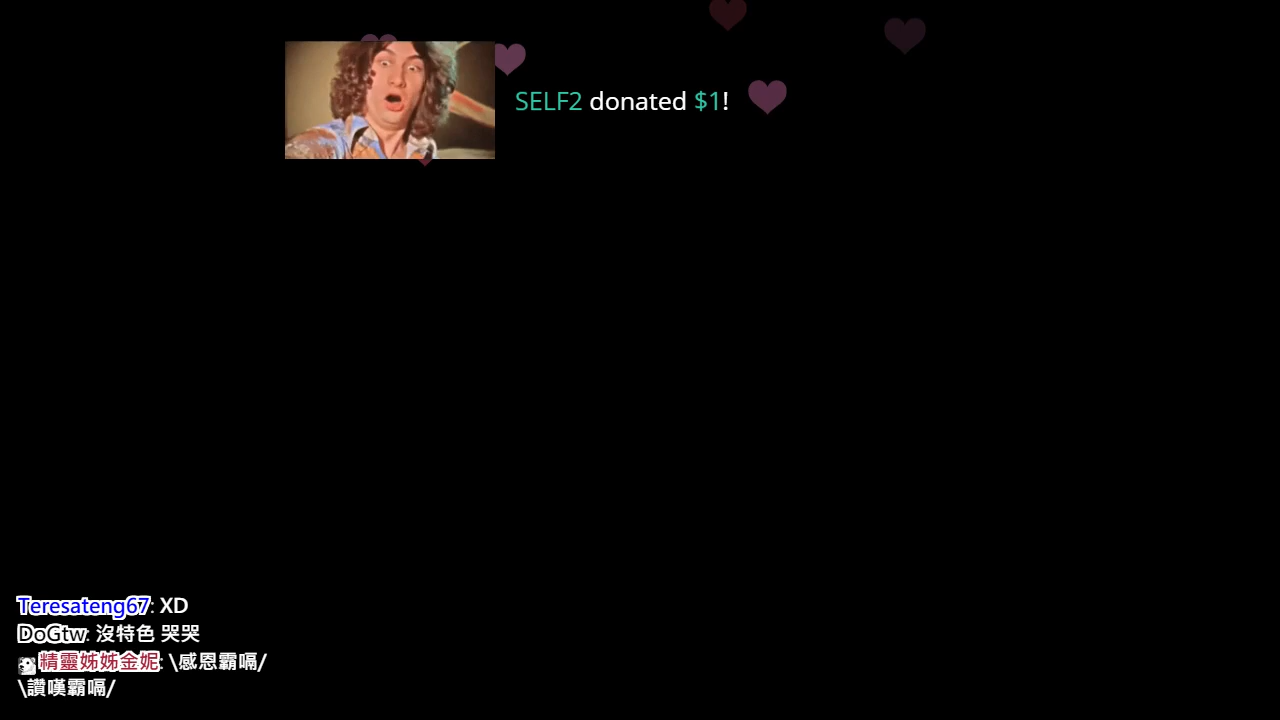 SELF2 donated $1!
Teresateng67: XD
DoGtw: 沒特色 哭哭
精靈姊姊金妮: \感恩霸嗝/
\讚嘆霸嗝/